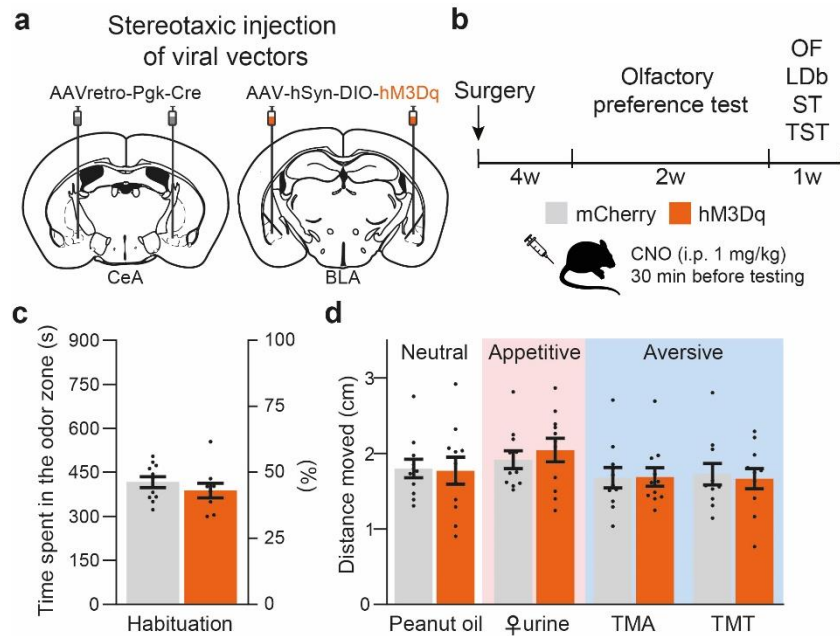 a
Stereotaxic injection
of viral vectors
AAVretro-Pgk-Cre
AAV-hSyn-DIO-hM3Dq
CeA
BLA
b
Surgery
Olfactory
preference test
OF
LDb
ST
TST
4w
2w
1w
mCherry
hM3Dq
CNO (i.p. 1 mg/kg)
30 min before testing
c
Time spent in the odor zone (s)
900
750
600
450
300
150
0
100
75
50
25
0
(%)
Habituation
d
Distance moved (cm)
3
2
1
0
Neutral
Appetitive
Aversive
Peanut oil
♀urine
TMA
TMT